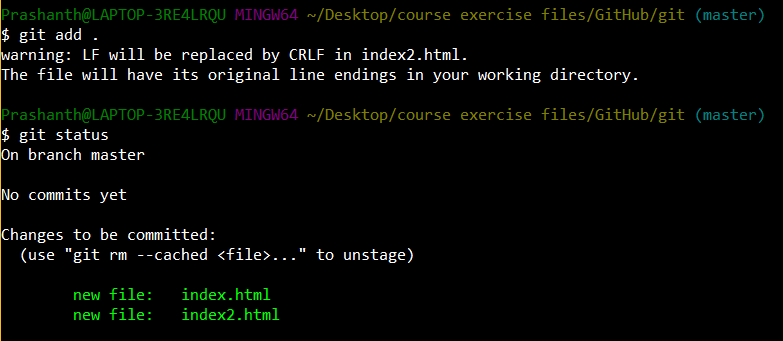 Prashanth@LAPTOP-3RE4LRQU MINGW64 ~/Desktop/course exercise files/GitHub/git (master)
$ git add .
warning: LF will be replaced by CRLF in index2.html.
The file will have its original line endings in your working directory.
Prashanth@LAPTOP-3RE4LRQU MINGW64 ~/Desktop/course exercise files/GitHub/git (master)
$ git status
On branch master
No commits yet
Changes to be committed:
(use "git rm --cached <file>..." to unstage)
new file: index.html
new file: index2.html